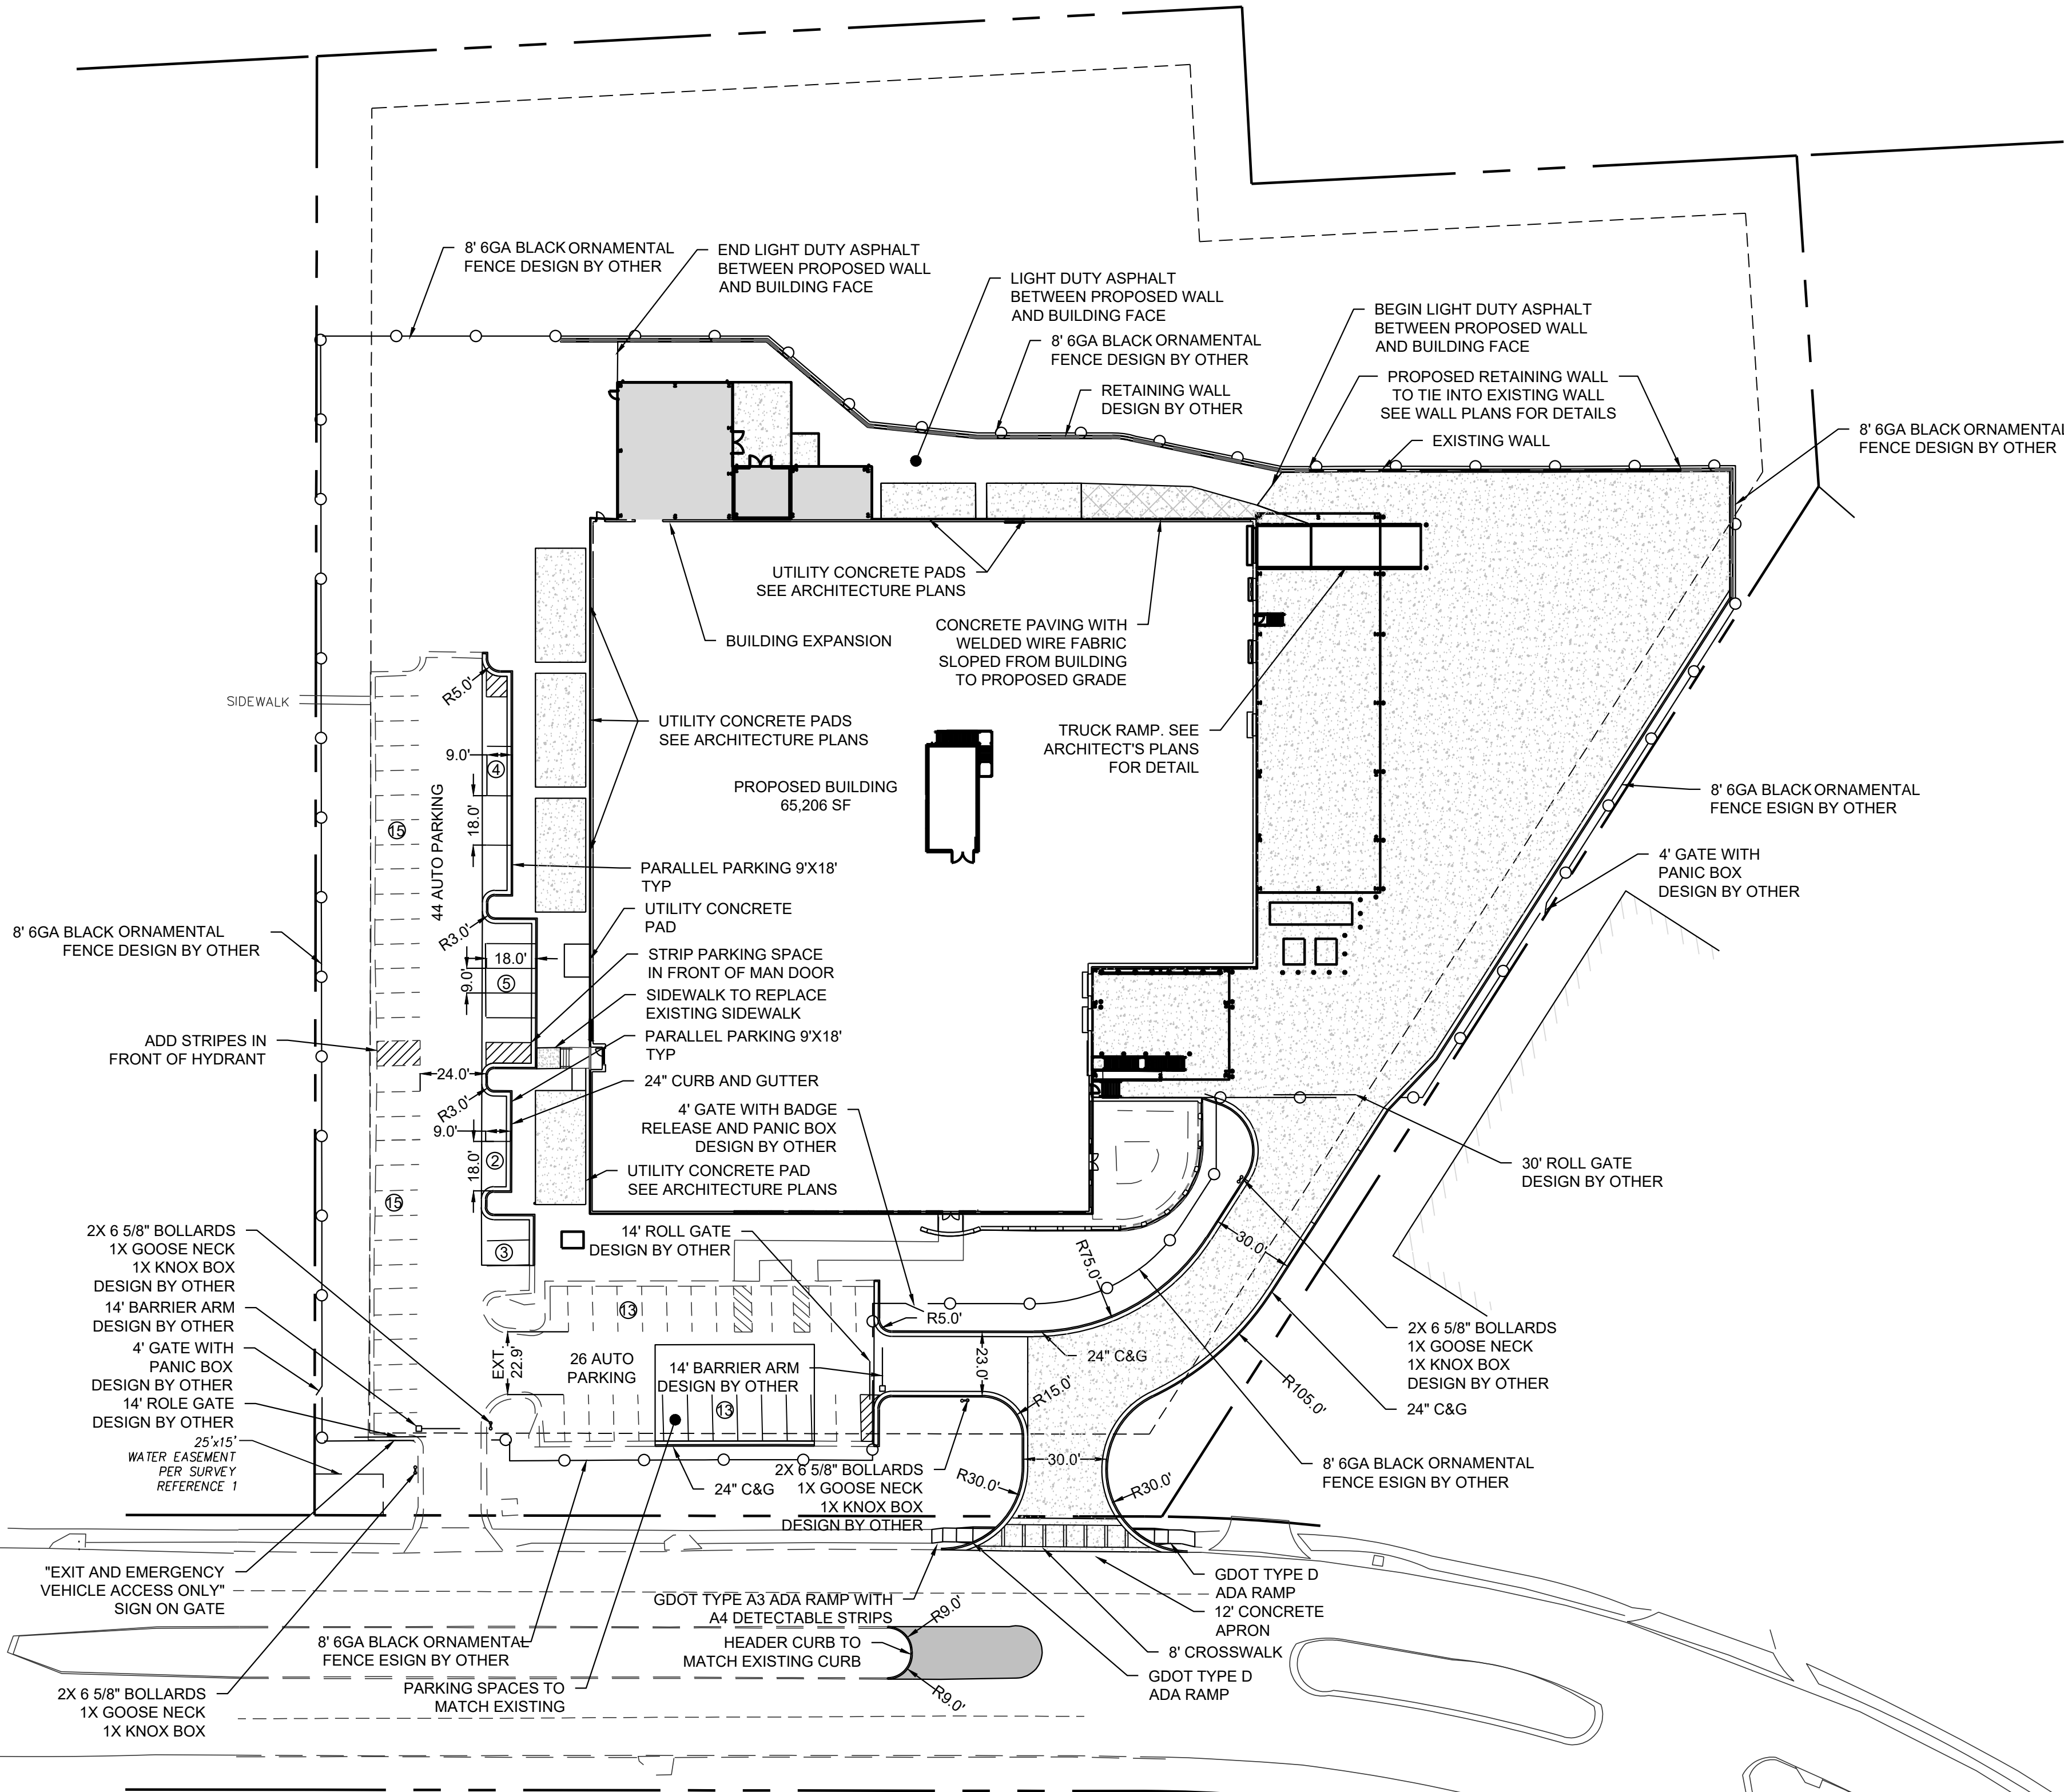 8' 6GA BLACK ORNAMENTAL
FENCE DESIGN BY OTHER
END LIGHT DUTY ASPHALT
BETWEEN PROPOSED WALL
AND BUILDING FACE
LIGHT DUTY ASPHALT
BETWEEN PROPOSED WALL
AND BUILDING FACE
8' 6GA BLACK ORNAMENTAL
FENCE DESIGN BY OTHER
RETAINING WALL
DESIGN BY OTHER
BEGIN LIGHT DUTY ASPHALT
BETWEEN PROPOSED WALL
AND BUILDING FACE
PROPOSED RETAINING WALL
TO TIE INTO EXISTING WALL
SEE WALL PLANS FOR DETAILS
EXISTING WALL
8' 6GA BLACK ORNAMENTAL
FENCE DESIGN BY OTHER
UTILITY CONCRETE PADS
SEE ARCHITECTURE PLANS
BUILDING EXPANSION
CONCRETE PAVING WITH
WELDED WIRE FABRIC
SLOPED FROM BUILDING
TO PROPOSED GRADE
SIDEWALK
R5.0'
UTILITY CONCRETE PADS
SEE ARCHITECTURE PLANS
TRUCK RAMP. SEE
ARCHITECT'S PLANS
FOR DETAIL
9.0'
4
PROPOSED BUILDING
65,206 SF
8' 6GA BLACK ORNAMENTAL
FENCE ESIGN BY OTHER
15
44 AUTO PARKING
18.0'
PARALLEL PARKING 9'X18'
TYP
4' GATE WITH
PANIC BOX
DESIGN BY OTHER
UTILITY CONCRETE
PAD
8' 6GA BLACK ORNAMENTAL
FENCE DESIGN BY OTHER
R3.0'
18.0'
9.0'
5
STRIP PARKING SPACE
IN FRONT OF MAN DOOR
SIDEWALK TO REPLACE
EXISTING SIDEWALK
PARALLEL PARKING 9'X18'
TYP
ADD STRIPES IN
FRONT OF HYDRANT
24.0'
24" CURB AND GUTTER
R3.0'
9.0'
4' GATE WITH BADGE
RELEASE AND PANIC BOX
DESIGN BY OTHER
18.0'
2
UTILITY CONCRETE PAD
SEE ARCHITECTURE PLANS
30' ROLL GATE
DESIGN BY OTHER
15
2X 6 5/8" BOLLARDS
1X GOOSE NECK
1X KNOX BOX
DESIGN BY OTHER
3
14' ROLL GATE
DESIGN BY OTHER
R75.0'
30.0'
14' BARRIER ARM
DESIGN BY OTHER
13
R5.0'
2X 6 5/8" BOLLARDS
1X GOOSE NECK
1X KNOX BOX
DESIGN BY OTHER
4' GATE WITH
PANIC BOX
DESIGN BY OTHER
EXT.
22.9'
26 AUTO
PARKING
14' BARRIER ARM
DESIGN BY OTHER
23.0'
24" C&G
R15.0'
R105.0'
24" C&G
14' ROLE GATE
DESIGN BY OTHER
13
25'x15'
WATER EASEMENT
PER SURVEY
REFERENCE 1
24" C&G
2X 6 5/8" BOLLARDS
1X GOOSE NECK
1X KNOX BOX
DESIGN BY OTHER
R30.0'
30.0'
R30.0'
8' 6GA BLACK ORNAMENTAL
FENCE ESIGN BY OTHER
"EXIT AND EMERGENCY
VEHICLE ACCESS ONLY"
SIGN ON GATE
GDOT TYPE A3 ADA RAMP WITH
A4 DETECTABLE STRIPS
R9.0'
GDOT TYPE D
ADA RAMP
12' CONCRETE
APRON
8' 6GA BLACK ORNAMENTAL
FENCE ESIGN BY OTHER
HEADER CURB TO
MATCH EXISTING CURB
8' CROSSWALK
GDOT TYPE D
ADA RAMP
R9.0'
PARKING SPACES TO
MATCH EXISTING
2X 6 5/8" BOLLARDS
1X GOOSE NECK
1X KNOX BOX